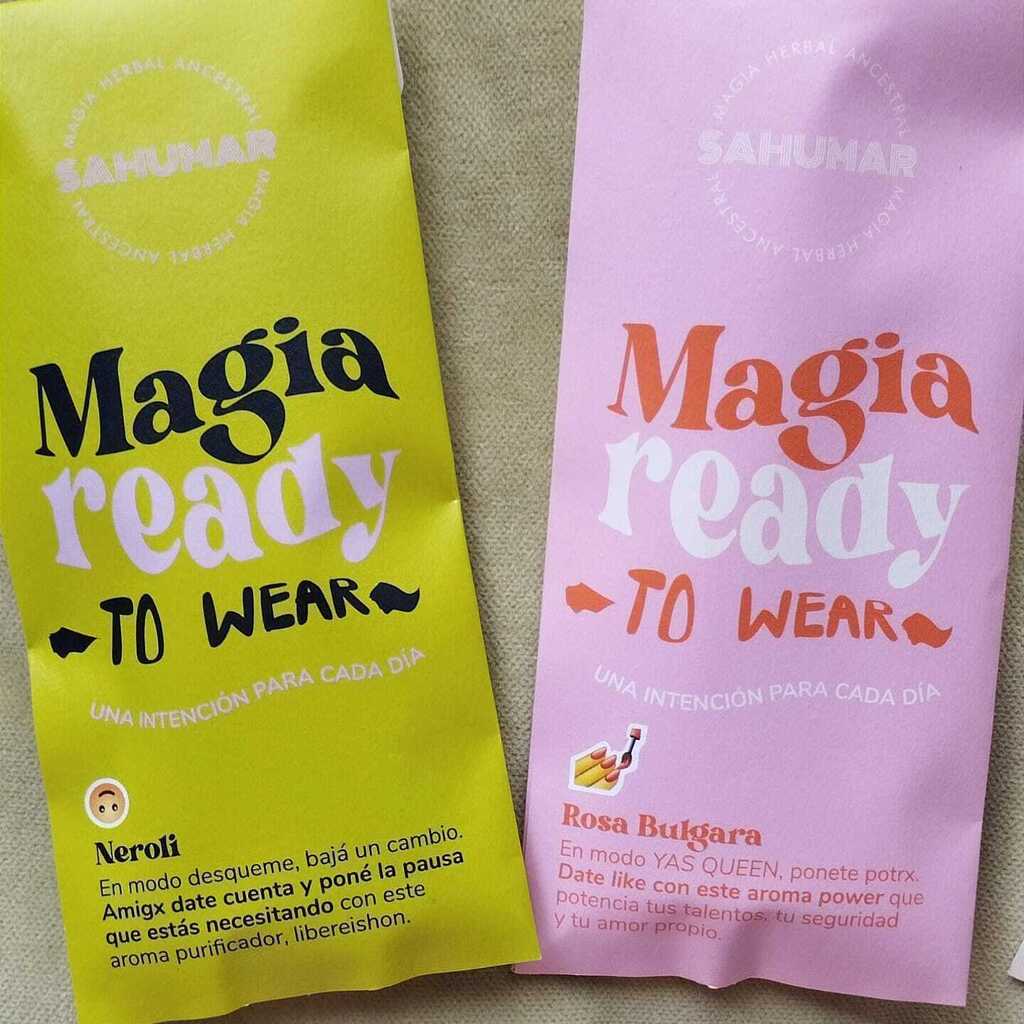 MAGIA HERBAL ANCESTRAL
SAHUMAR
MAGIA HERBAL ANCESTRAL
Magia
ready
TO WEAR
UNA INTENCIÓN PARA CADA DÍA
Neroli
En modo desqueme, bajá un cambio.
Amigx date cuenta y poné la pausa
que estás necesitando con este
aroma purificador, libereishon.
MAGIA HERBAL ANCESTRAL
SAHUMAR
MAGIA HERBAL ANCESTRAL
Magia
ready
TO WEAR
UNA INTENCIÓN PARA CADA DÍA
Rosa Bulgara
En modo YAS QUEEN, ponete potrx.
Date like con este aroma power que
potencia tus talentos, tu seguridad
y tu amor propio.